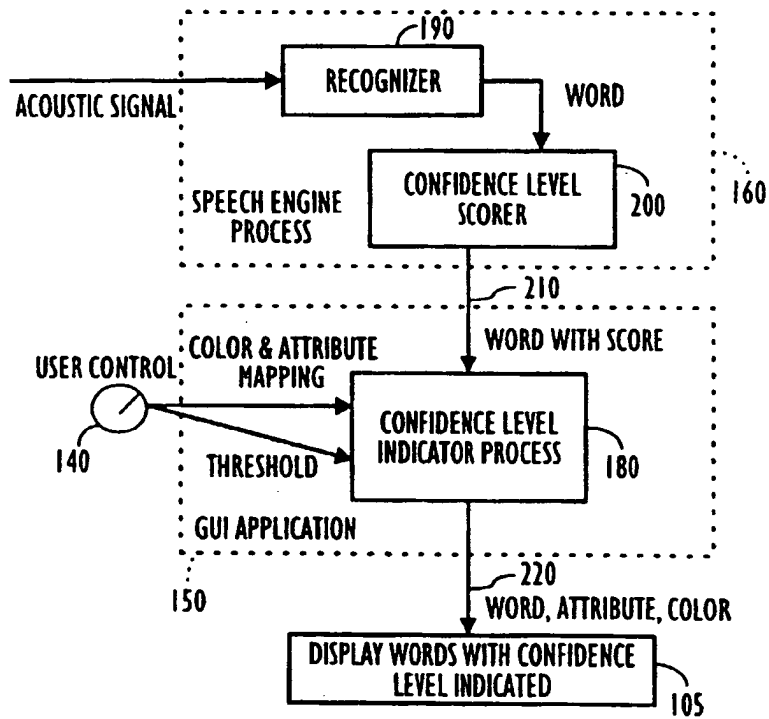 190
RECOGNIZER
ACOUSTIC SIGNAL
WORD
CONFIDENCE LEVEL
SCORER
200
160
SPEECH ENGINE
PROCESS
210
WORD WITH SCORE
COLOR & ATTRIBUTE
MAPPING
USER CONTROL
140
THRESHOLD
CONFIDENCE LEVEL
INDICATOR PROCESS
180
GUI APPLICATION
150
220
WORD, ATTRIBUTE, COLOR
DISPLAY WORDS WITH CONFIDENCE
LEVEL INDICATED
105